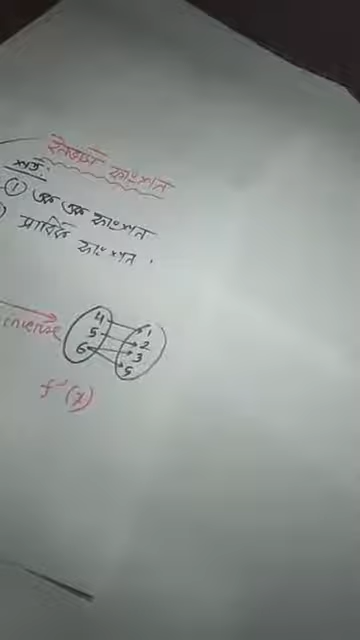 ইনভার্স ফাংশন
শর্ত:
① এক এক ফাংশন
সার্বিক ফাংশন .
inverse
4 1
5 2
6 3
5
f⁻¹(x)